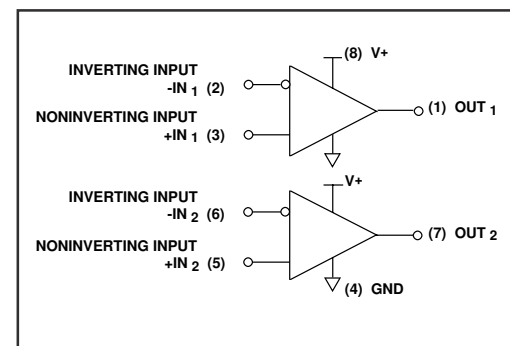 (8) V+
INVERTING INPUT
-IN 1 (2)
(1) OUT 1
NONINVERTING INPUT
+IN 1 (3)
V+
INVERTING INPUT
-IN 2 (6)
(7) OUT 2
NONINVERTING INPUT
+IN 2 (5)
(4) GND